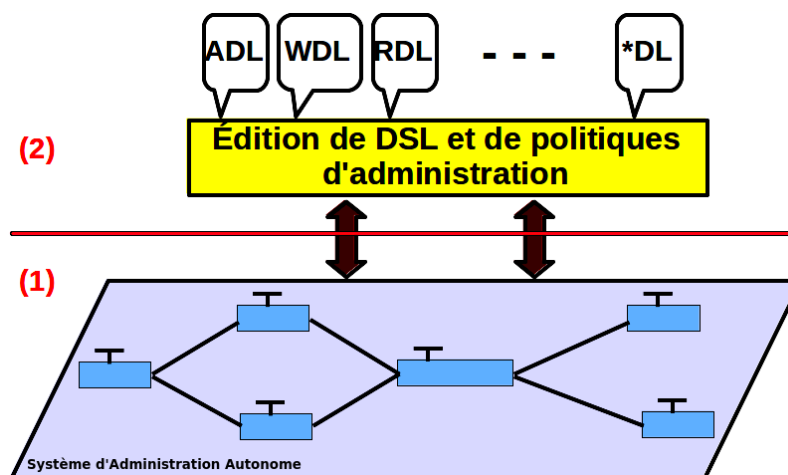 ADL WDL RDL - - - *DL
(2)
Édition de DSL et de politiques
d'administration
(1)
Système d'Administration Autonome